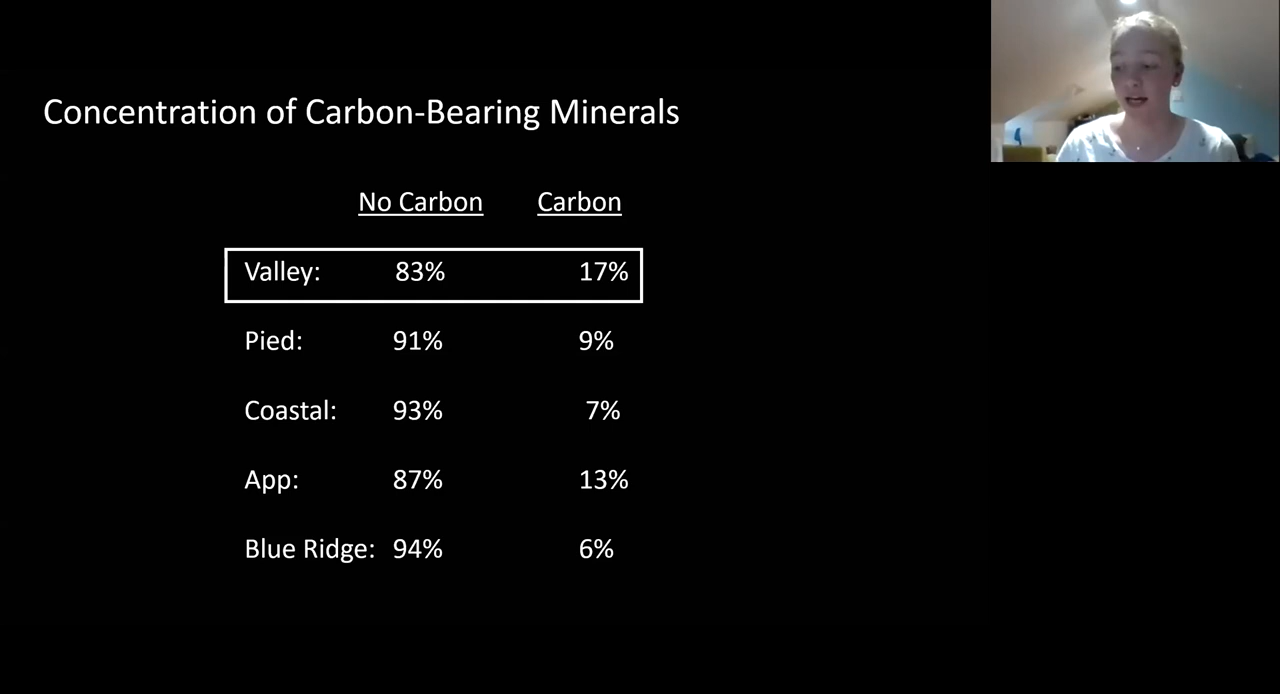 Concentration of Carbon-Bearing Minerals
No Carbon Carbon
Valley: 83% 17%
Pied: 91% 9%
Coastal: 93% 7%
App: 87% 13%
Blue Ridge: 94% 6%